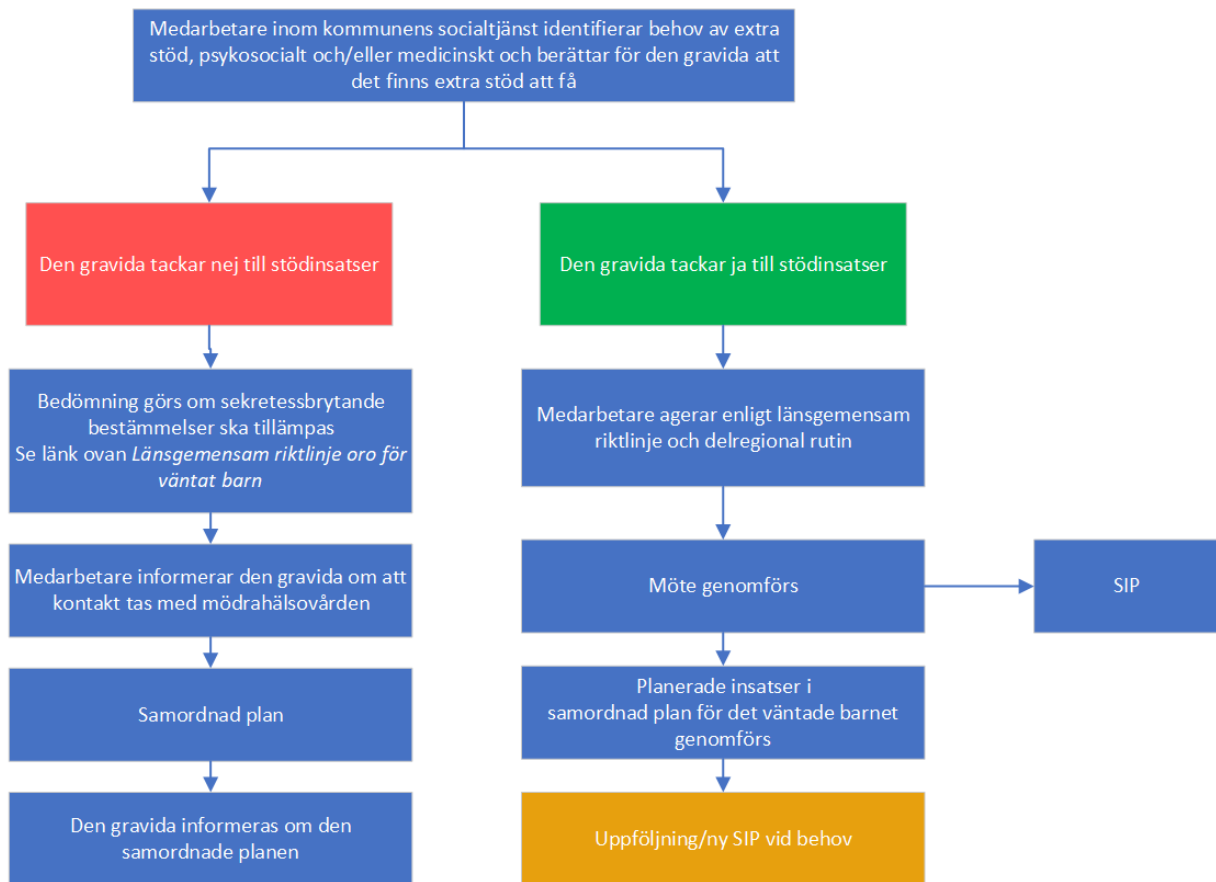 Medarbetare inom kommunens socialtjänst identifierar behov av extra
stöd, psykosocialt och/eller medicinskt och berättar för den gravida att
det finns extra stöd att få
Den gravida tackar nej till stödinsatser
Den gravida tackar ja till stödinsatser
Bedömning görs om sekretessbrytande
bestämmelser ska tillämpas
Se länk ovan Länsgemensam riktlinje oro för
väntat barn
Medarbetare agerar enligt länsgemensam
riktlinje och delregional rutin
Medarbetare informerar den gravida om att
kontakt tas med mödrahälsovården
Möte genomförs
SIP
Samordnad plan
Planerade insatser i
samordnad plan för det väntade barnet
genomförs
Den gravida informeras om den
samordnade planen
Uppföljning/ny SIP vid behov